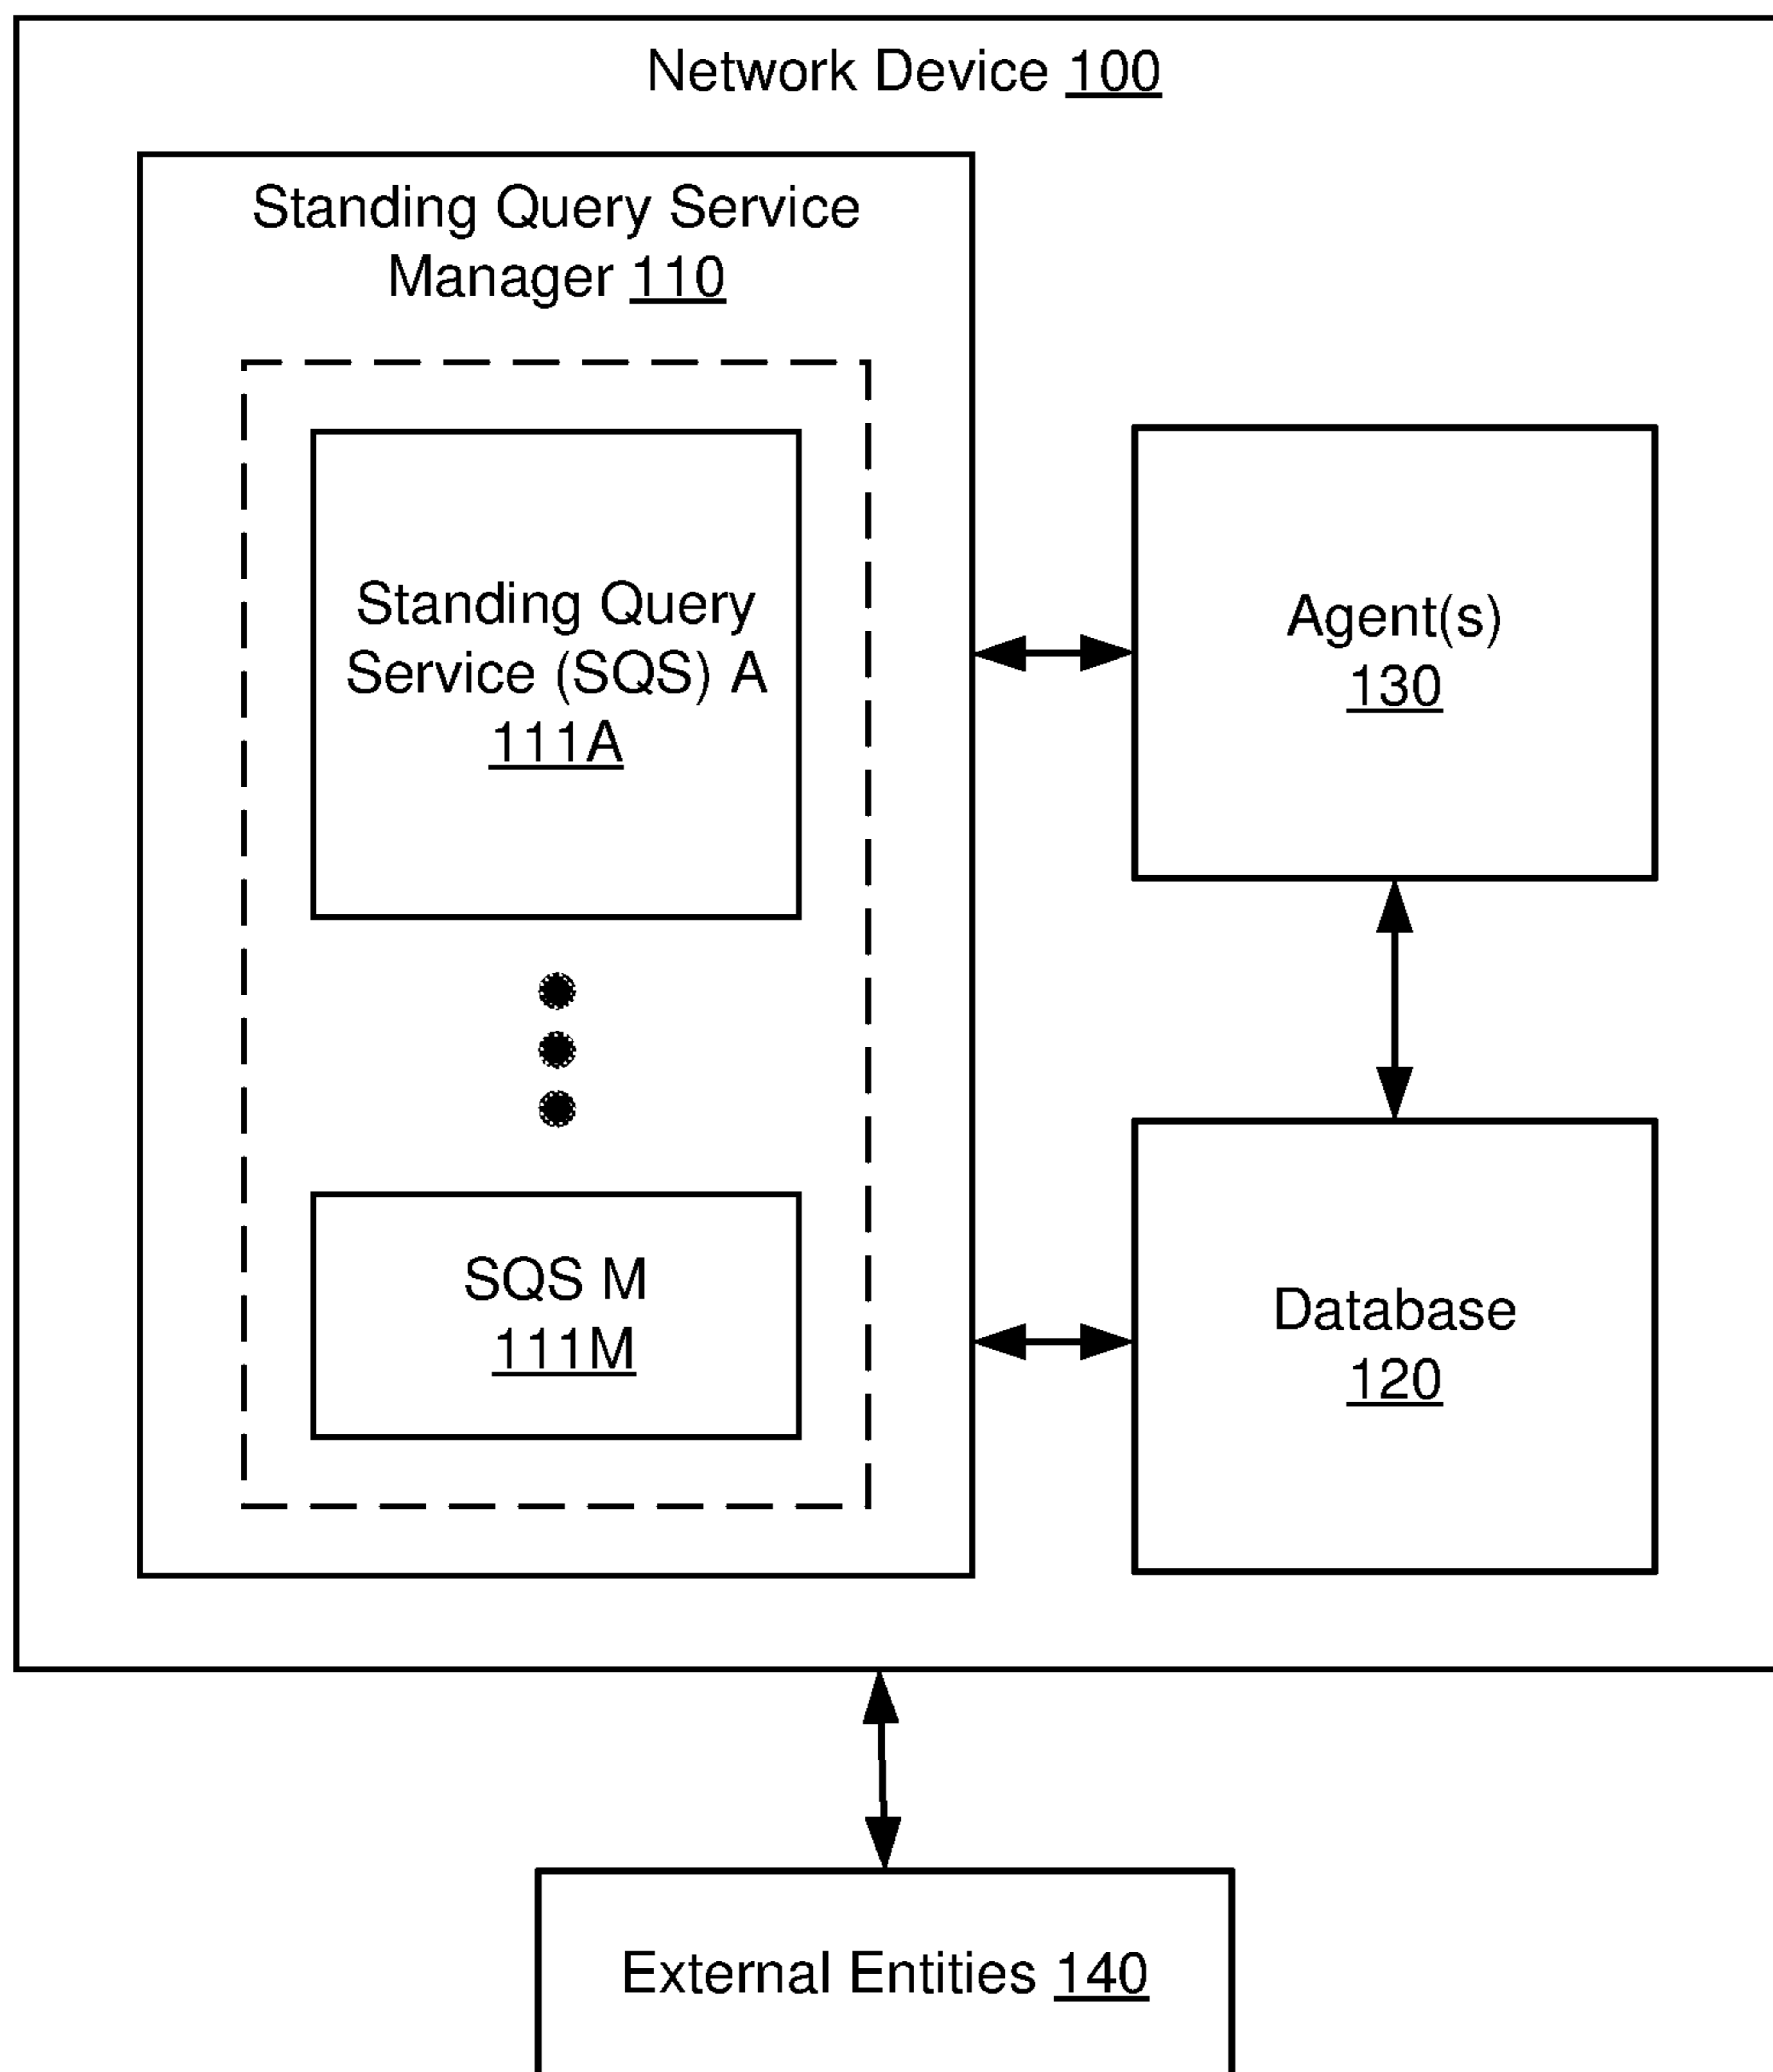 Network Device 100
Standing Query Service
Manager 110
Standing Query
Service (SQS) A
111A
SQS M
111M
Agent(s)
130
Database
120
External Entities 140